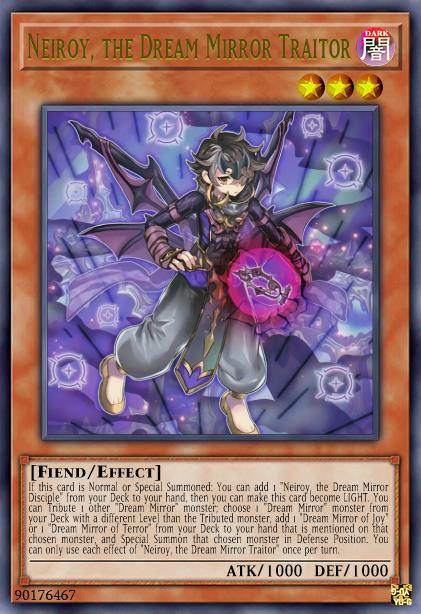 Neiroy, the Dream Mirror Traitor
DARK
闇
[Fiend/Effect]
If this card is Normal or Special Summoned: You can add 1 "Neiroy, the Dream Mirror
Disciple" from your Deck to your hand, then you can make this card become LIGHT. You
can Tribute 1 other "Dream Mirror" monster; choose 1 "Dream Mirror" monster from
your Deck with a different Level than the Tributed monster, add 1 "Dream Mirror of Joy"
or 1 "Dream Mirror of Terror" from your Deck to your hand that is mentioned on that
chosen monster, and Special Summon that chosen monster in Defense Position. You
can only use each effect of "Neiroy, the Dream Mirror Traitor" once per turn.
ATK/1000 DEF/1000
90176467